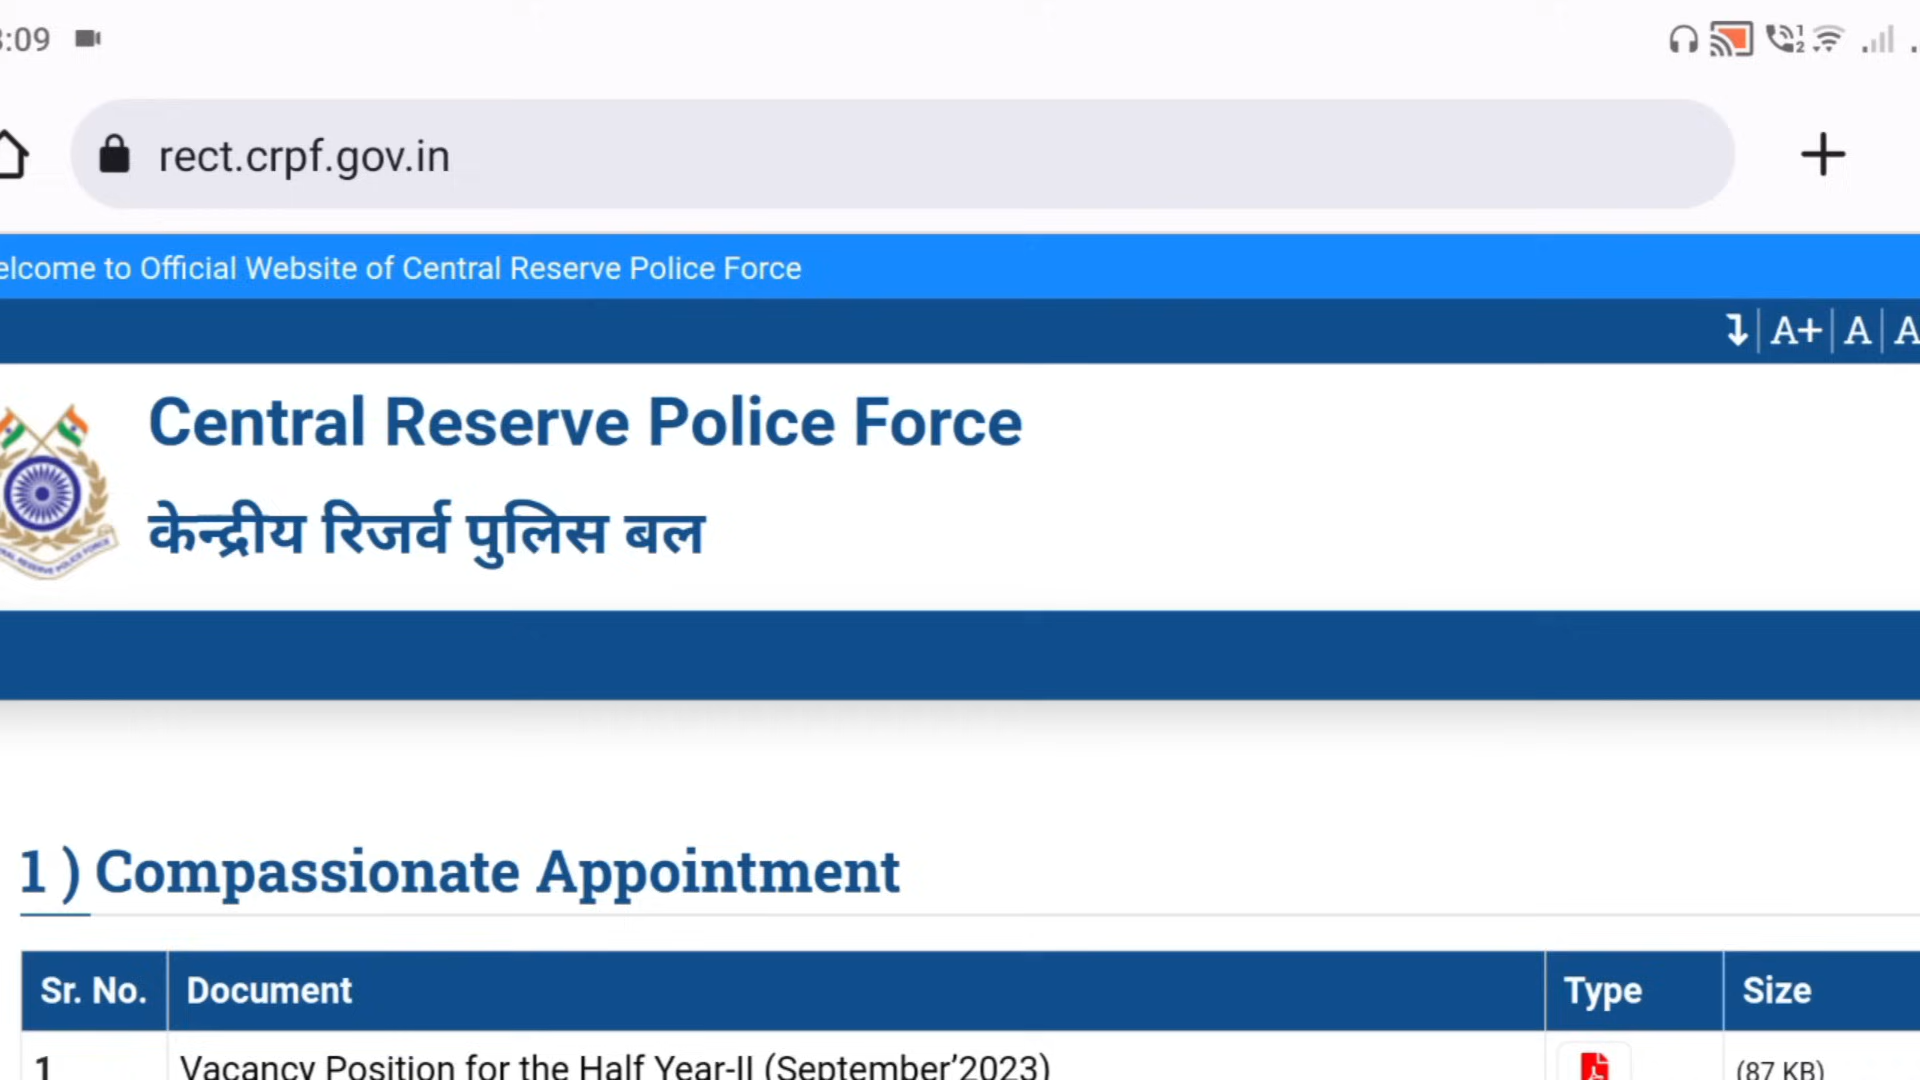 :09
rect.crpf.gov.in
elcome to Official Website of Central Reserve Police Force
A+ A A
Central Reserve Police Force
केन्द्रीय रिजर्व पुलिस बल
1 ) Compassionate Appointment
Sr. No. Document Type Size
1 Vacancy Position for the Half Year-II (September’2023) (87 KB)